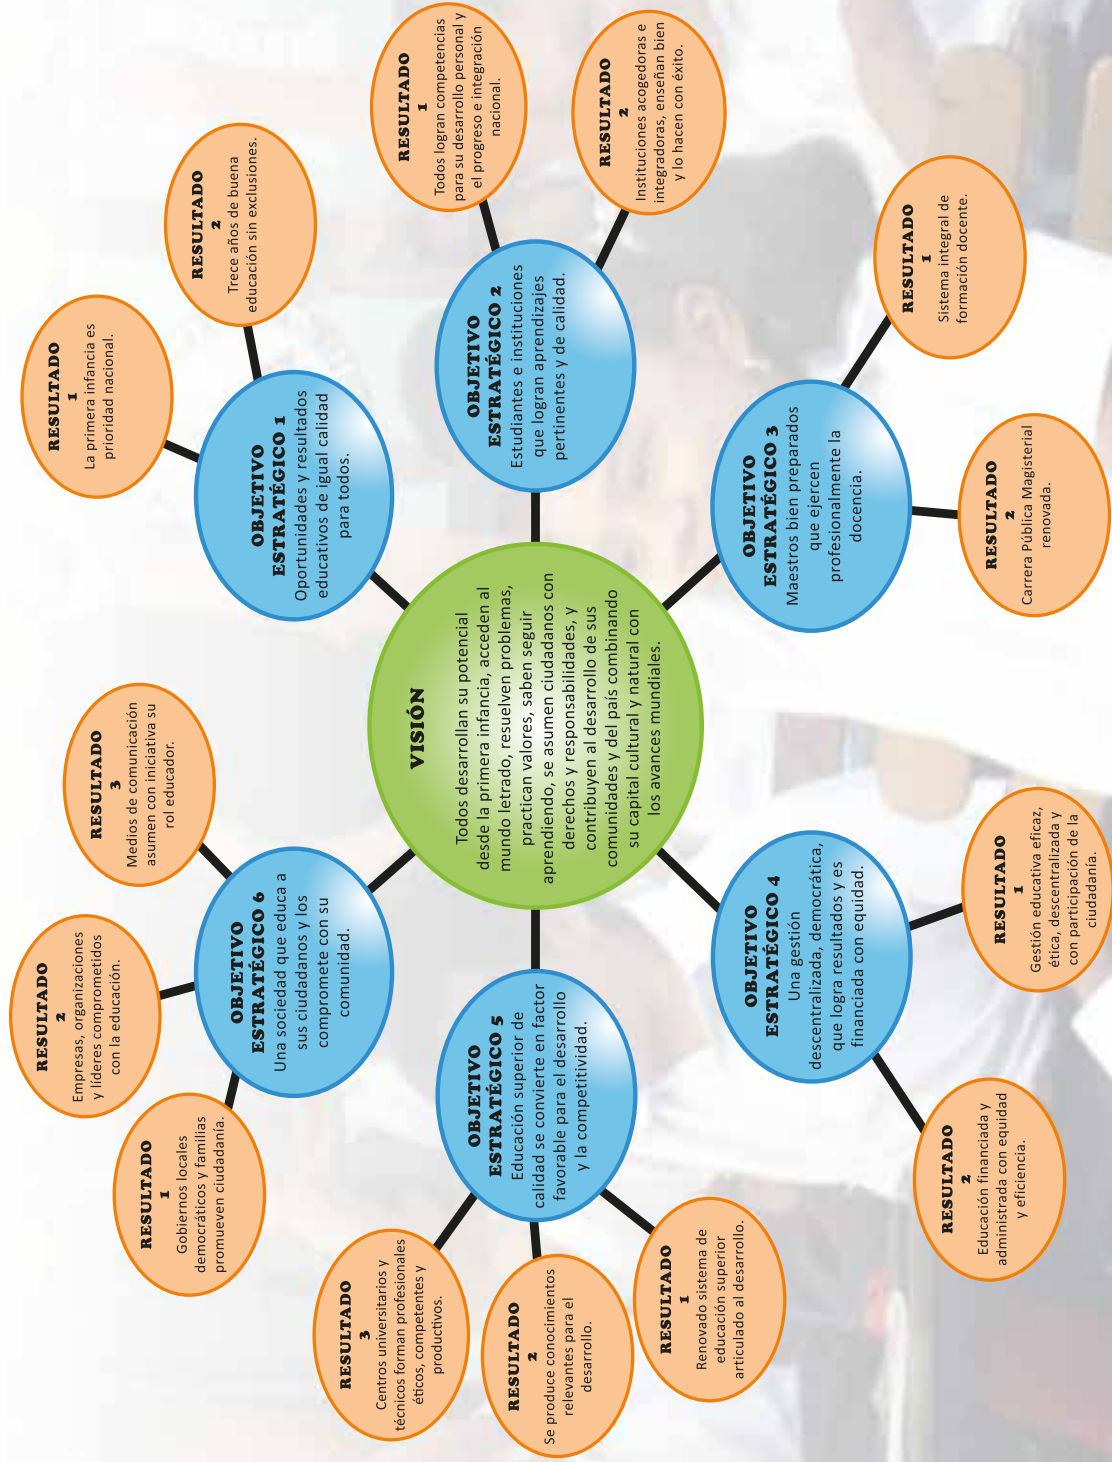 VISIÓN
Todos desarrollan su potencial
desde la primera infancia, acceden al
mundo letrado, resuelven problemas,
practican valores, saben seguir
aprendiendo, se asumen ciudadanos con
derechos y responsabilidades, y
contribuyen al desarrollo de sus
comunidades y del país combinando
su capital cultural y natural con
los avances mundiales.
OBJETIVO
ESTRATÉGICO 1
Oportunidades y resultados
educativos de igual calidad
para todos.
RESULTADO
1
La primera infancia es
prioridad nacional.
RESULTADO
2
Trece años de buena
educación sin exclusiones.
OBJETIVO
ESTRATÉGICO 2
Estudiantes e instituciones
que logran aprendizajes
pertinentes y de calidad.
RESULTADO
1
Todos logran competencias
para su desarrollo personal y
el progreso e integración
nacional.
RESULTADO
2
Instituciones acogedoras e
integradoras, enseñan bien
y lo hacen con éxito.
OBJETIVO
ESTRATÉGICO 3
Maestros bien preparados
que ejercen
profesionalmente la
docencia.
RESULTADO
1
Sistema integral de
formación docente.
RESULTADO
2
Carrera Pública Magisterial
renovada.
OBJETIVO
ESTRATÉGICO 4
Una gestión
descentralizada, democrática,
que logra resultados y es
financiada con equidad.
RESULTADO
1
Gestión educativa eficaz,
ética, descentralizada y
con participación de la
ciudadanía.
RESULTADO
2
Educación financiada y
administrada con equidad
y eficiencia.
OBJETIVO
ESTRATÉGICO 5
Educación superior de
calidad se convierte en factor
favorable para el desarrollo
y la competitividad.
RESULTADO
1
Renovado sistema de
educación superior
articulado al desarrollo.
RESULTADO
2
Se produce conocimientos
relevantes para el
desarrollo.
RESULTADO
3
Centros universitarios y
técnicos forman profesionales
éticos, competentes y
productivos.
OBJETIVO
ESTRATÉGICO 6
Una sociedad que educa a
sus ciudadanos y los
compromete con su
comunidad.
RESULTADO
1
Gobiernos locales
democráticos y familias
promueven ciudadanía.
RESULTADO
2
Empresas, organizaciones
y líderes comprometidos
con la educación.
RESULTADO
3
Medios de comunicación
asumen con iniciativa su
rol educador.